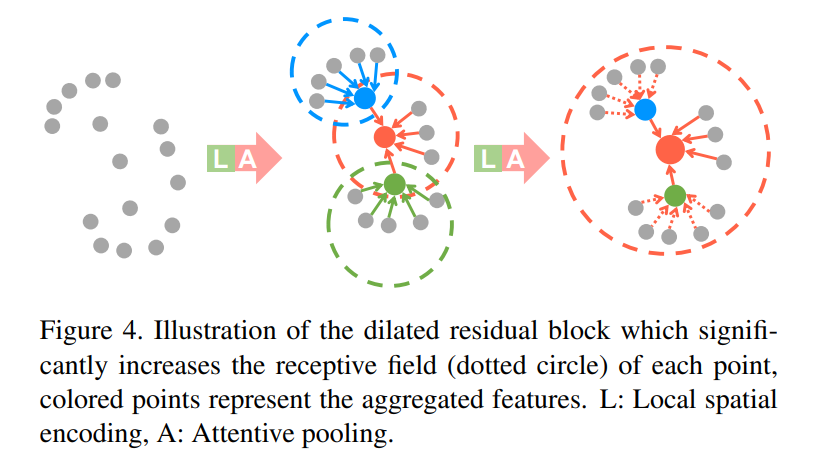 L A
L A
Figure 4. Illustration of the dilated residual block which signifi-
cantly increases the receptive field (dotted circle) of each point,
colored points represent the aggregated features. L: Local spatial
encoding, A: Attentive pooling.